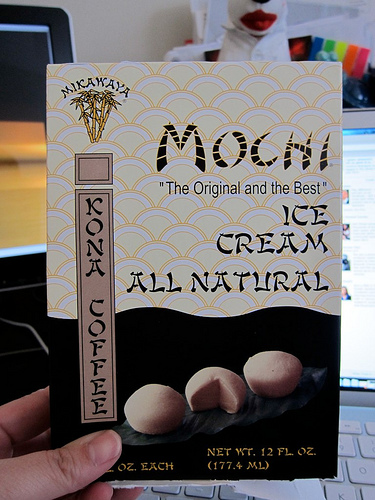 MIKAWAYA
MOCHI
"The Original and the Best"
ICE
CREAM
ALL NATURAL
KONA COFFEE
OZ. EACH
NET WT. 12 FL OZ.
(177.4 ML)